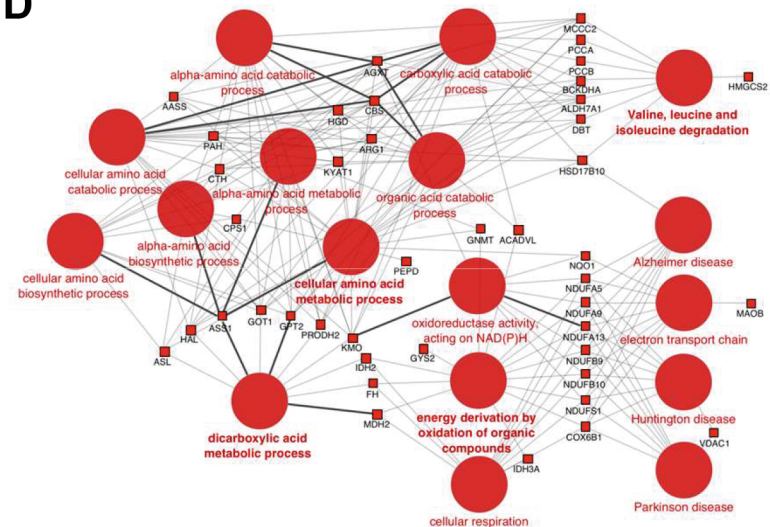 D
alpha-amino acid catabolic
process
carboxylic acid catabolic
process
AGXT
MCCC2
PCCA
PCCB
BCKDHA
ALDH7A1
DBT
HMGCS2
Valine, leucine and
isoleucine degradation
AASS
HGD
CBS
PAH
ARG1
CTH
KYAT1
HSD17B10
cellular amino acid
catabolic process
alpha-amino acid metabolic
process
organic acid catabolic
process
CPS1
alpha-amino acid
biosynthetic process
GNMT
ACADVL
Alzheimer disease
cellular amino acid
biosynthetic process
cellular amino acid
metabolic process
PEPD
NQO1
NDUFA5
NDUFA9
NDUFA13
NDUFB9
NDUFB10
NDUFS1
COX6B1
MAOB
electron transport chain
oxidoreductase activity,
acting on NAD(P)H
HAL
ASS1
GOT1
GPT2
PRODH2
KMO
ASL
IDH2
GYS2
FH
MDH2
dicarboxylic acid
metabolic process
energy derivation by
oxidation of organic
compounds
Huntington disease
VDAC1
IDH3A
cellular respiration
Parkinson disease